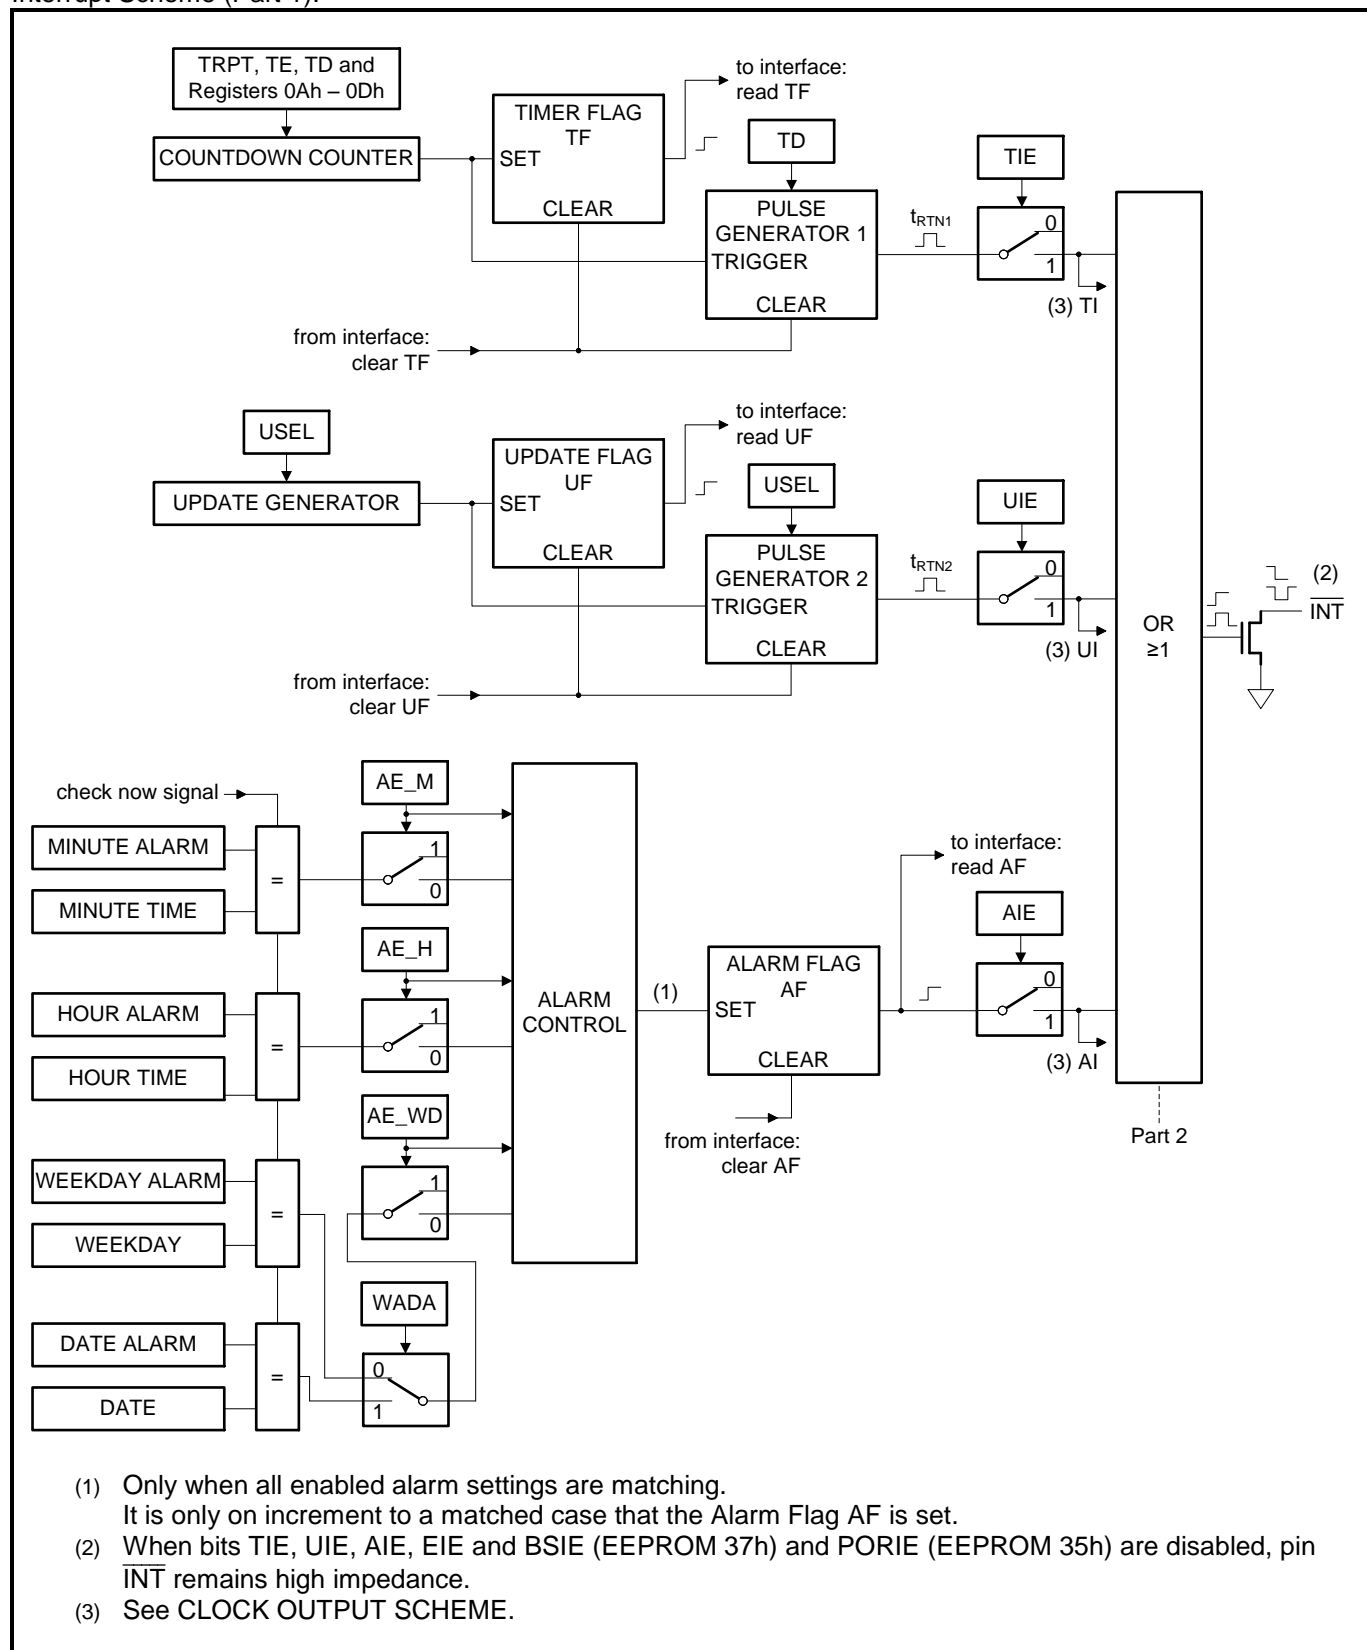 Interrupt Scheme (Part 1):
TRPT, TE, TD and
Registers 0Ah – 0Dh
to interface:
read TF
TIMER FLAG
TF
COUNTDOWN COUNTER
SET
TD
TIE
CLEAR
PULSE
GENERATOR 1
TRIGGER
tRTN1
0
1
CLEAR
(3) TI
from interface:
clear TF
USEL
to interface:
read UF
UPDATE FLAG
UF
UPDATE GENERATOR
SET
USEL
UIE
CLEAR
PULSE
GENERATOR 2
TRIGGER
tRTN2
0
1
CLEAR
(3) UI
OR
≥1
(2)
INT
from interface:
clear UF
check now signal
AE_M
MINUTE ALARM
=
MINUTE TIME
1
0
to interface:
read AF
AIE
AE_H
HOUR ALARM
=
HOUR TIME
1
0
ALARM
CONTROL
(1)
ALARM FLAG
AF
SET
CLEAR
0
1
(3) AI
AE_WD
from interface:
clear AF
Part 2
WEEKDAY ALARM
=
WEEKDAY
1
0
WADA
DATE ALARM
=
DATE
0
1
(1) Only when all enabled alarm settings are matching.
It is only on increment to a matched case that the Alarm Flag AF is set.
(2) When bits TIE, UIE, AIE, EIE and BSIE (EEPROM 37h) and PORIE (EEPROM 35h) are disabled, pin
INT remains high impedance.
(3) See CLOCK OUTPUT SCHEME.